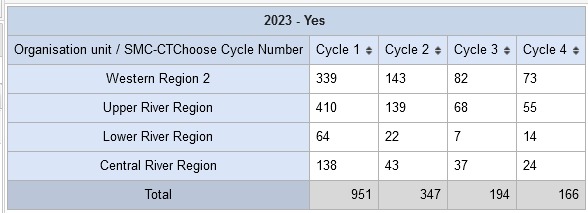 2023 - Yes
Organisation unit / SMC-CTChoose Cycle Number Cycle 1 Cycle 2 Cycle 3 Cycle 4
Western Region 2 339 143 82 73
Upper River Region 410 139 68 55
Lower River Region 64 22 7 14
Central River Region 138 43 37 24
Total 951 347 194 166